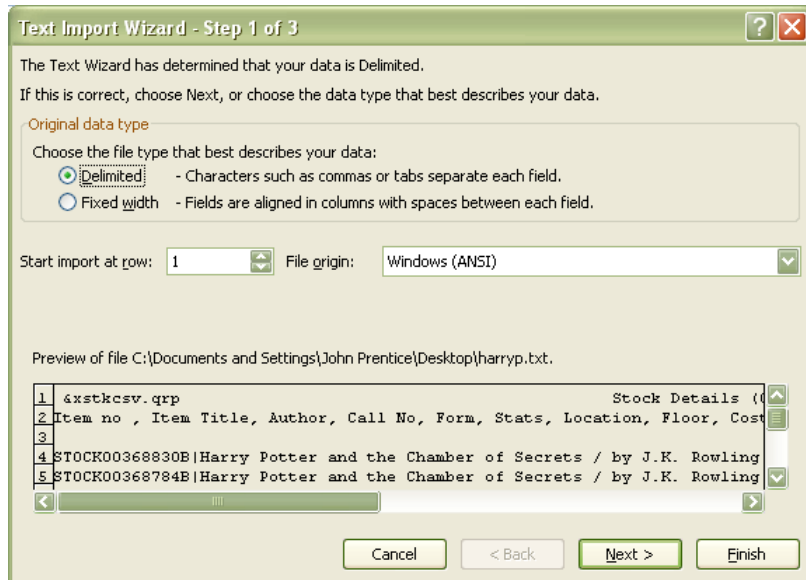 Text Import Wizard - Step 1 of 3
The Text Wizard has determined that your data is Delimited.
If this is correct, choose Next, or choose the data type that best describes your data.
Original data type
Choose the file type that best describes your data:
Delimited - Characters such as commas or tabs separate each field.
Fixed width - Fields are aligned in columns with spaces between each field.
Start import at row: 1 File origin: Windows (ANSI)
Preview of file C:\Documents and Settings\John Prentice\Desktop\harryp.txt.
1 &xstkcsv.qrp Stock Details (
2 Item no , Item Title, Author, Call No, Form, Stats, Location, Floor, Cost
3
4 STOCK00368830B|Harry Potter and the Chamber of Secrets / by J.K. Rowling
5 STOCK00368784B|Harry Potter and the Chamber of Secrets / by J.K. Rowling
Cancel < Back Next > Finish